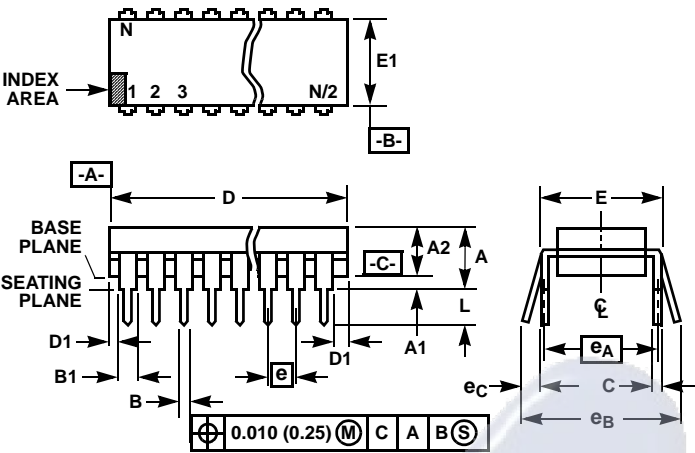 N
INDEX
AREA
1 2 3 N/2
E1
-B-
-A-
D
E
BASE
PLANE
A2
A
-C-
SEATING
PLANE
L
℄
D1
A1
D1
eA
B1
e
eC
C
B
eB
0.010 (0.25) Ⓜ C A B Ⓢ